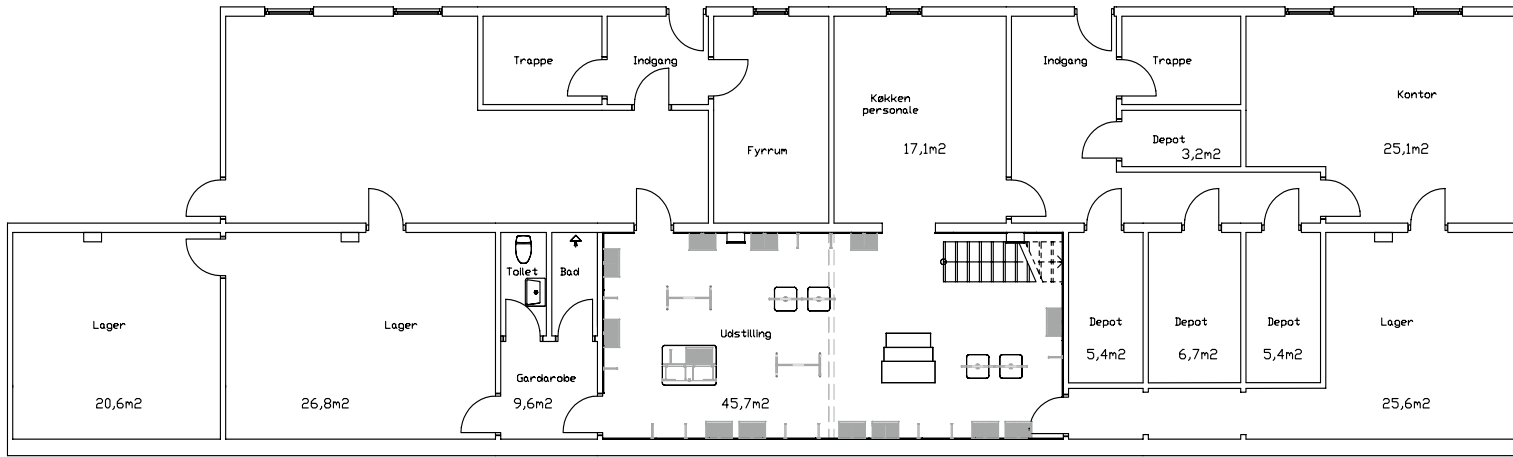 Trappe
Indgang
Fyrrum
Køkken
personale
17,1m2
Indgang
Trappe
Depot
3,2m2
Kontor
25,1m2
Lager
20,6m2
Lager
26,8m2
Toilet
Bad
Gardarobe
9,6m2
Udstilling
45,7m2
Depot
5,4m2
Depot
6,7m2
Depot
5,4m2
Lager
25,6m2